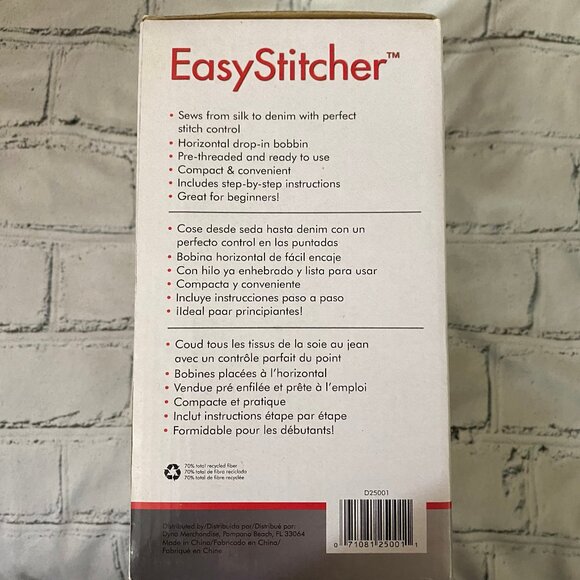 EasyStitcher™
• Sews from silk to denim with perfect
stitch control
• Horizontal drop-in bobbin
• Pre-threaded and ready to use
• Compact & convenient
• Includes step-by-step instructions
• Great for beginners!
• Cose desde seda hasta denim con un
perfecto control en las puntadas
• Bobina horizontal de fácil encaje
• Con hilo ya enhebrado y lista para usar
• Compacta y conveniente
• Incluye instrucciones paso a paso
• ¡Ideal paar principiantes!
• Coud tous les tissus de la soie au jean
avec un contrôle parfait du point
• Bobines placées à l'horizontal
• Vendue pré enfilée et prête à l'emploi
• Compacte et pratique
• Inclut instructions étape par étape
• Formidable pour les débutants!
70% total recycled fiber
70% total de fibra reciclado
70% total de fibre recyclée
D25001
0 71081 25001 1
Distributed by/Distribuido por/Distribué par:
Dyno Merchandise, Pompano Beach, FL 33064
Made in China/Fabricado en China/
Fabriqué en Chine